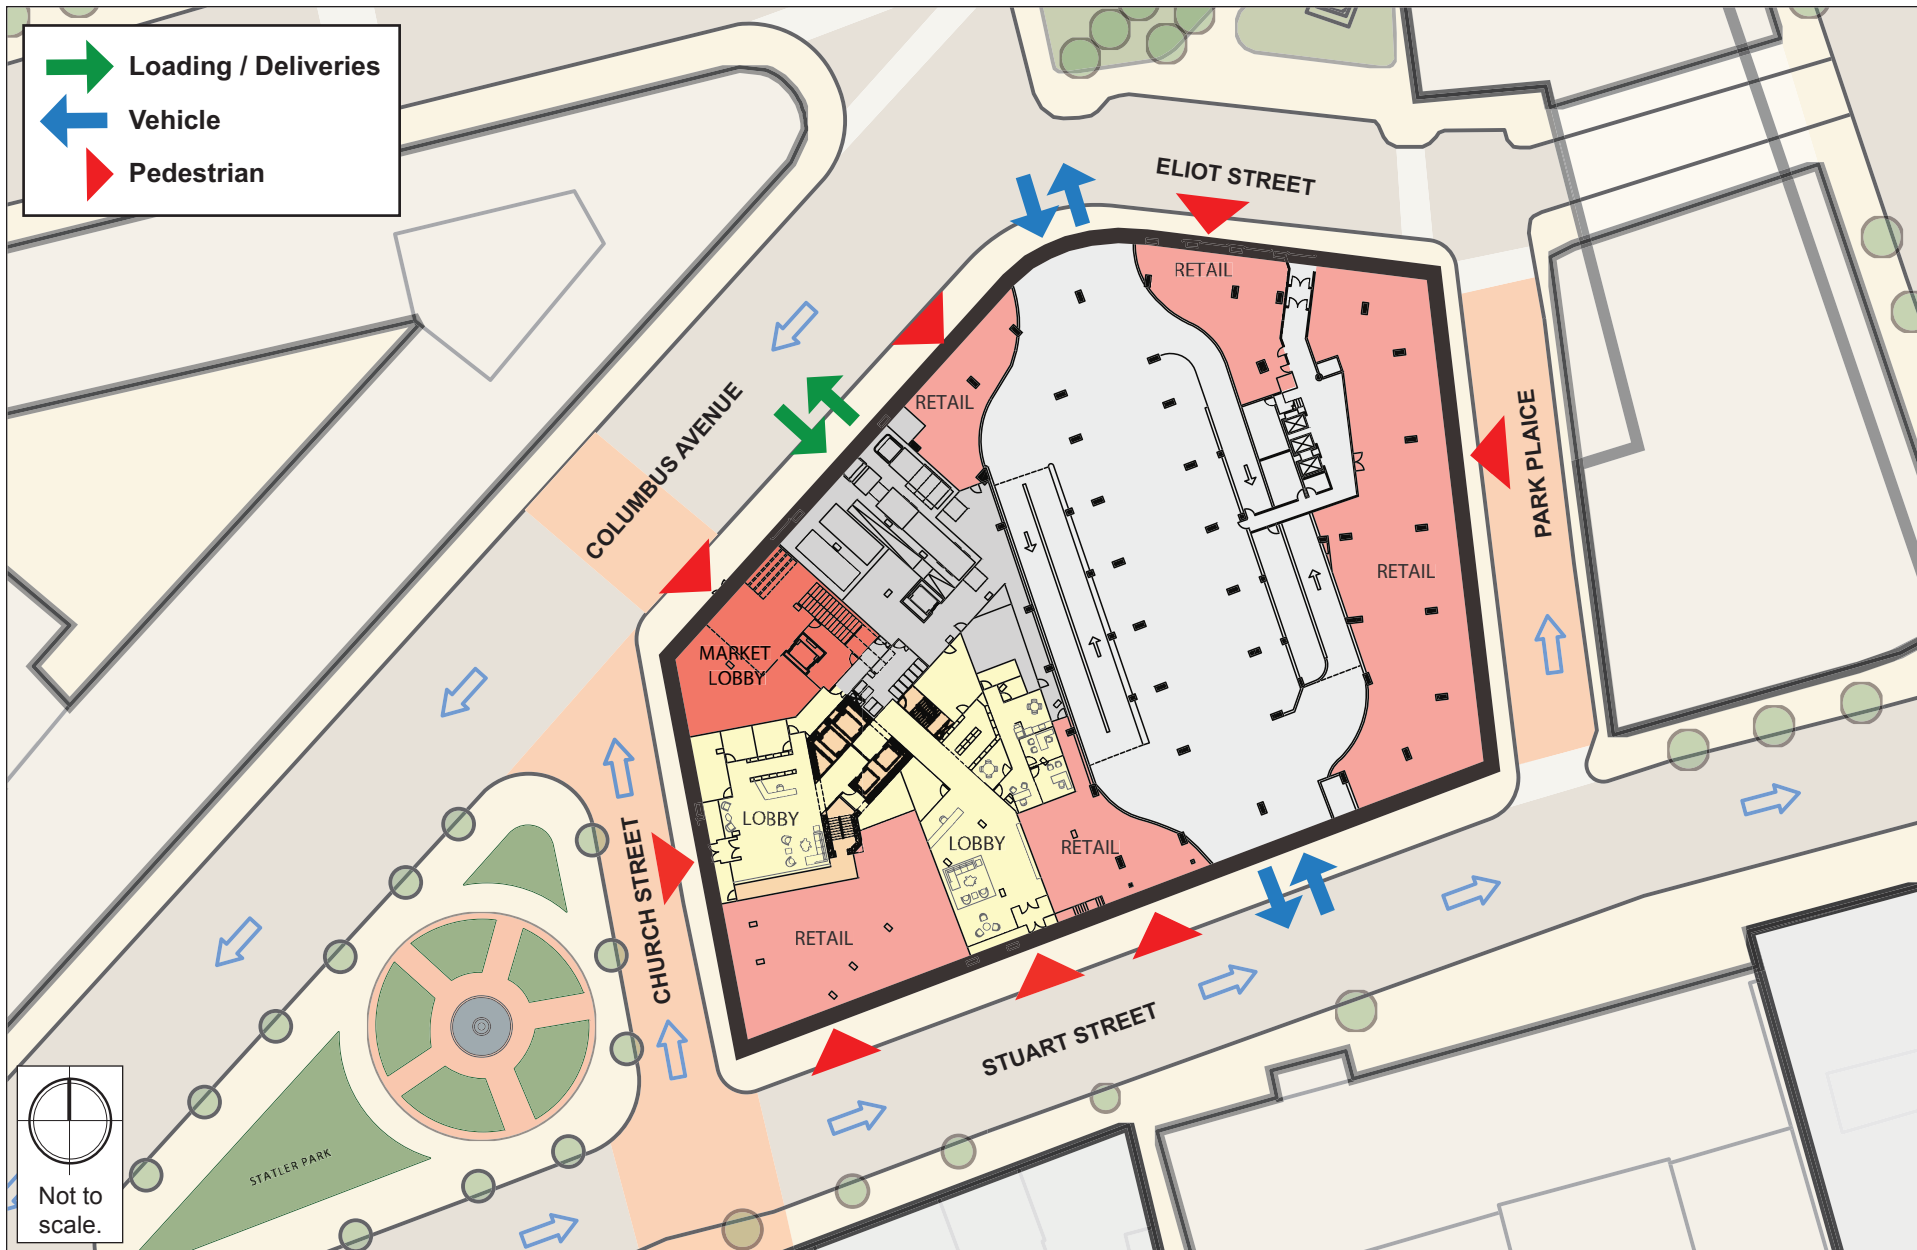 Loading / Deliveries
Vehicle
Pedestrian
ELIOT STREET
RETAIL
COLUMBUS AVENUE
RETAIL
PARK PLAICE
RETAIL
MARKET
LOBBY
LOBBY
LOBBY
RETAIL
RETAIL
CHURCH STREET
STUART STREET
STATLER PARK
Not to
scale.